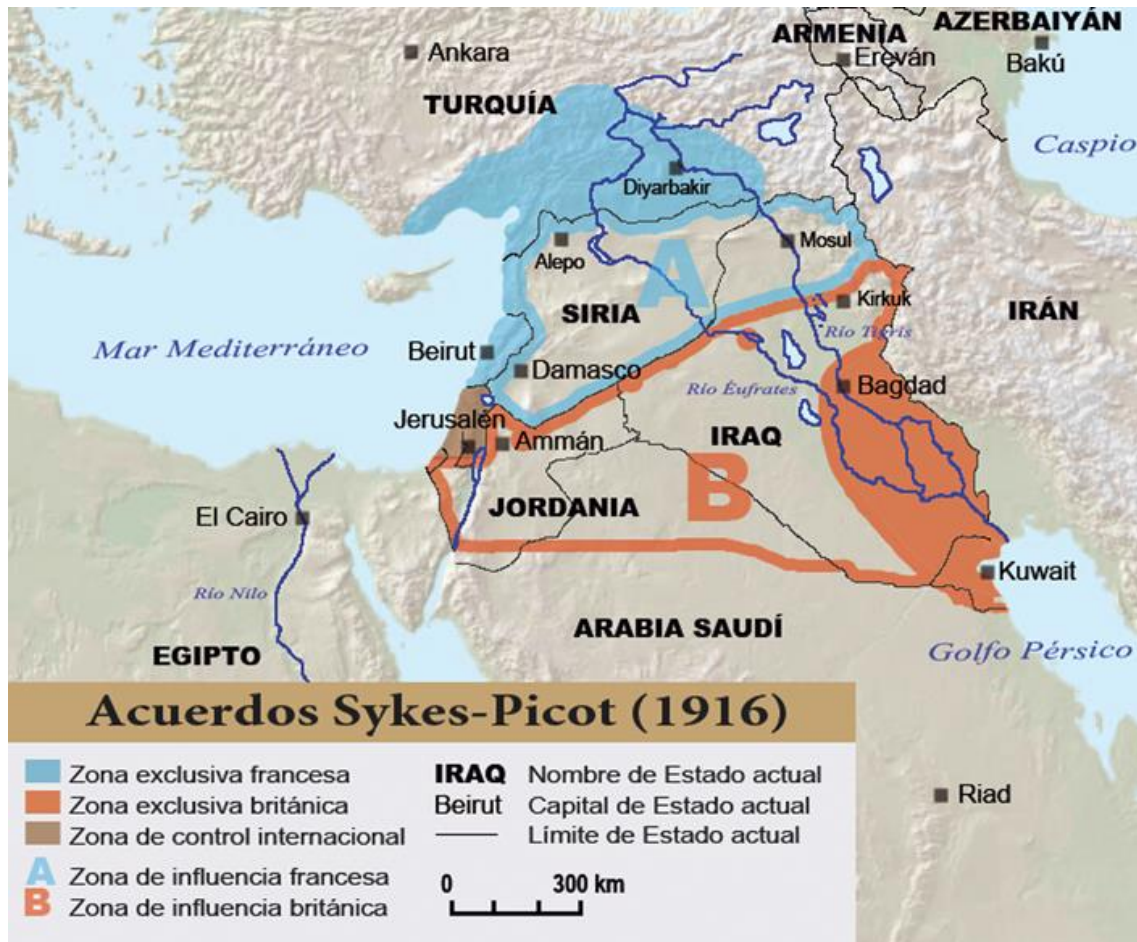 AZERBAIYÁN
ARMENIA
Ankara
Ereván
Bakú
TURQUÍA
Caspio
Diyarbakir
Alepo
Mosul
A
SIRIA
Kirkuk
IRÁN
Río Tigris
Mar Mediterráneo
Beirut
Damasco
Río Éufrates
Bagdad
Jerusalén
Ammán
IRAQ
B
JORDANIA
El Cairo
Kuwait
Río Nilo
ARABIA SAUDÍ
EGIPTO
Golfo Pérsico
Acuerdos Sykes-Picot (1916)
Zona exclusiva francesa
Zona exclusiva británica
Zona de control internacional
A Zona de influencia francesa
B Zona de influencia británica
IRAQ Nombre de Estado actual
Beirut Capital de Estado actual
Límite de Estado actual
0 300 km
Riad